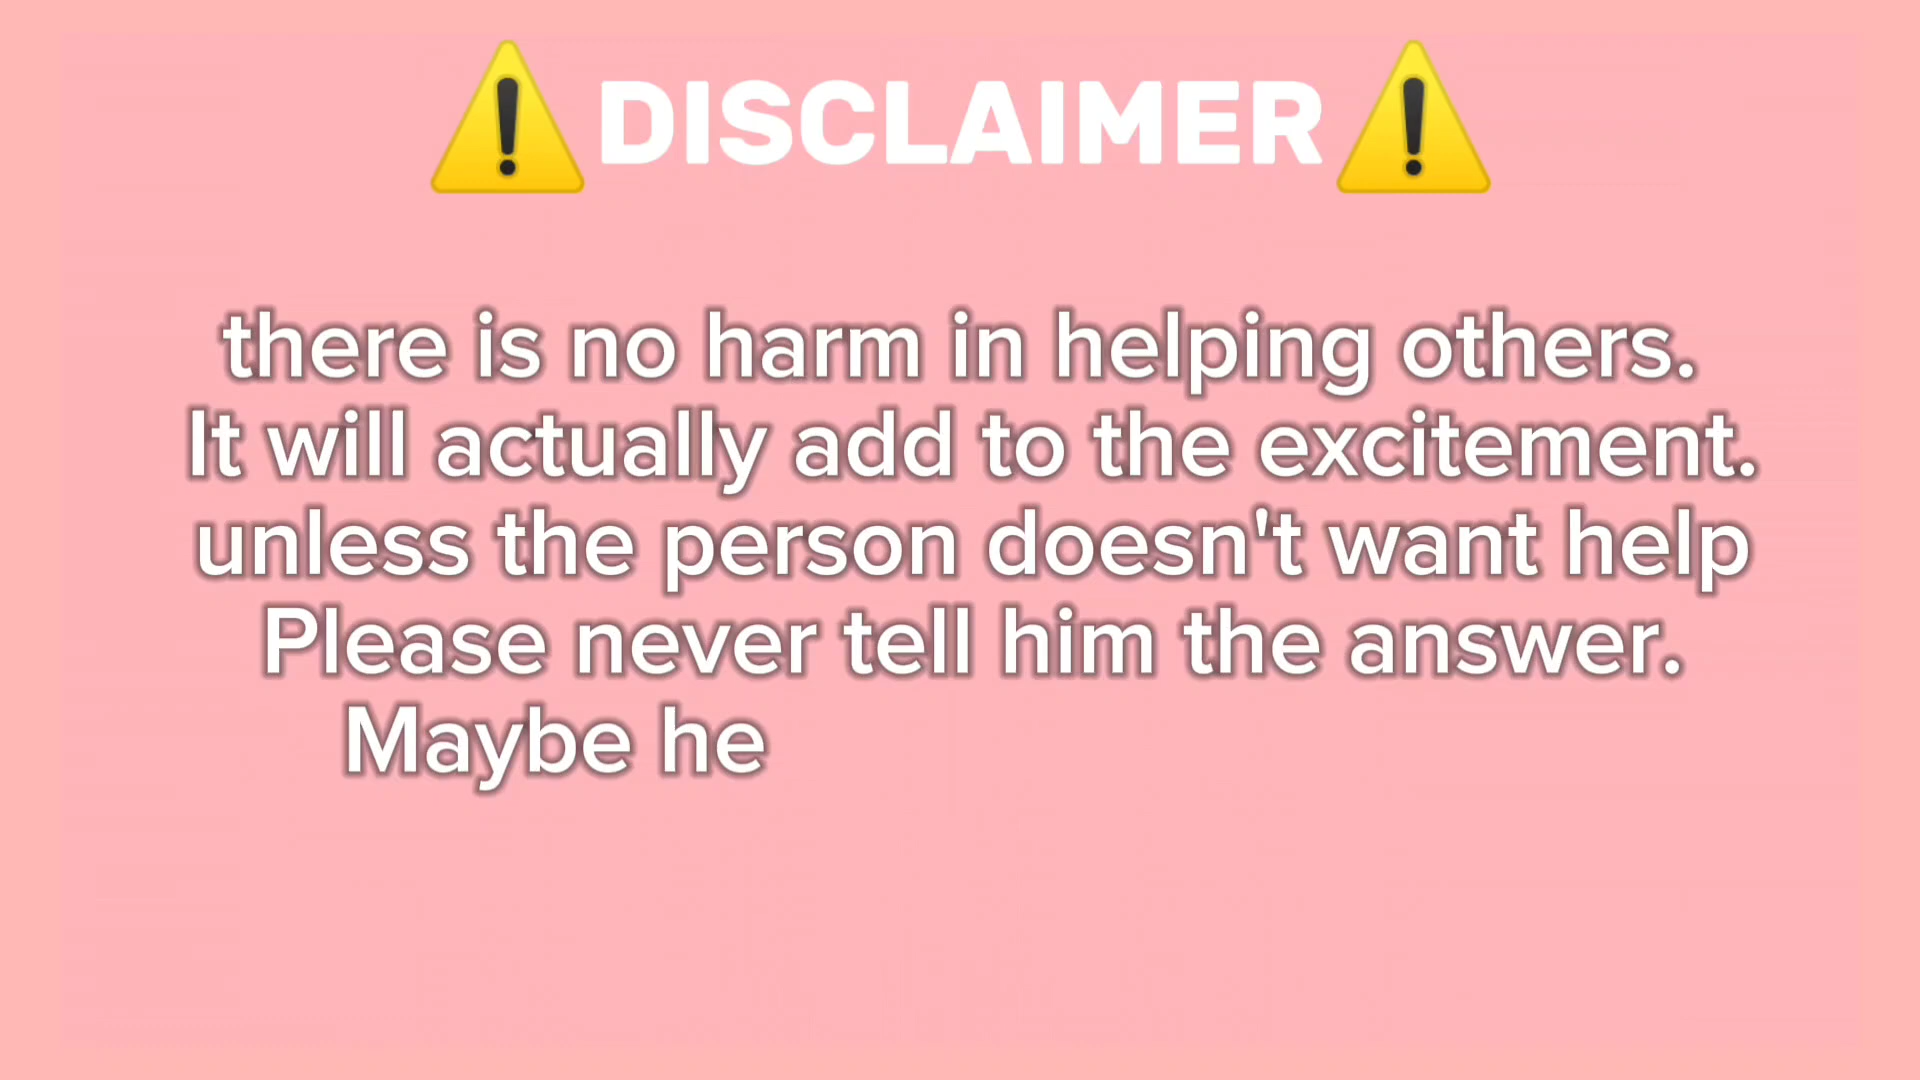 ⚠️DISCLAIMER⚠️
there is no harm in helping others.
It will actually add to the excitement.
unless the person doesn't want help
Please never tell him the answer.
Maybe he